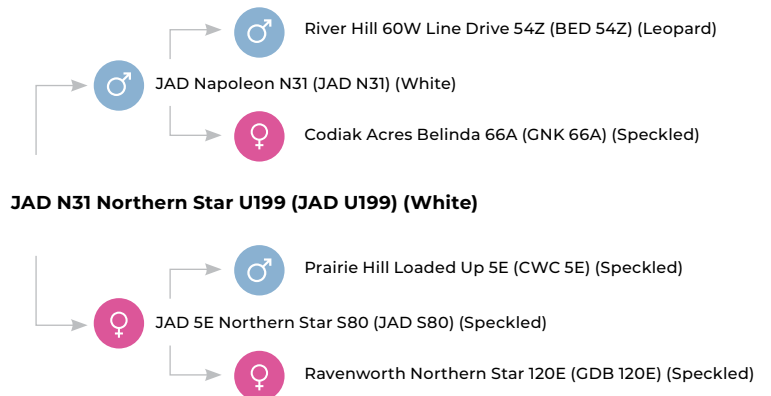 River Hill 60W Line Drive 54Z (BED 54Z) (Leopard)
JAD Napoleon N31 (JAD N31) (White)
Codiak Acres Belinda 66A (GNK 66A) (Speckled)
JAD N31 Northern Star U199 (JAD U199) (White)
Prairie Hill Loaded Up 5E (CWC 5E) (Speckled)
JAD 5E Northern Star S80 (JAD S80) (Speckled)
Ravenworth Northern Star 120E (GDB 120E) (Speckled)